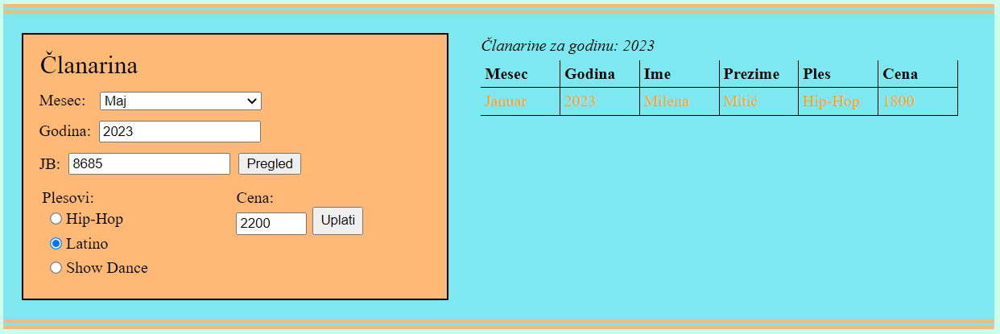 Članarina
Mesec: Maj
Godina: 2023
JB: 8685 Pregled
Plesovi: Cena:
Hip-Hop 2200 Uplati
Latino
Show Dance
Članarine za godinu: 2023
Mesec Godina Ime Prezime Ples Cena
Januar 2023 Milena Mitić Hip-Hop 1800